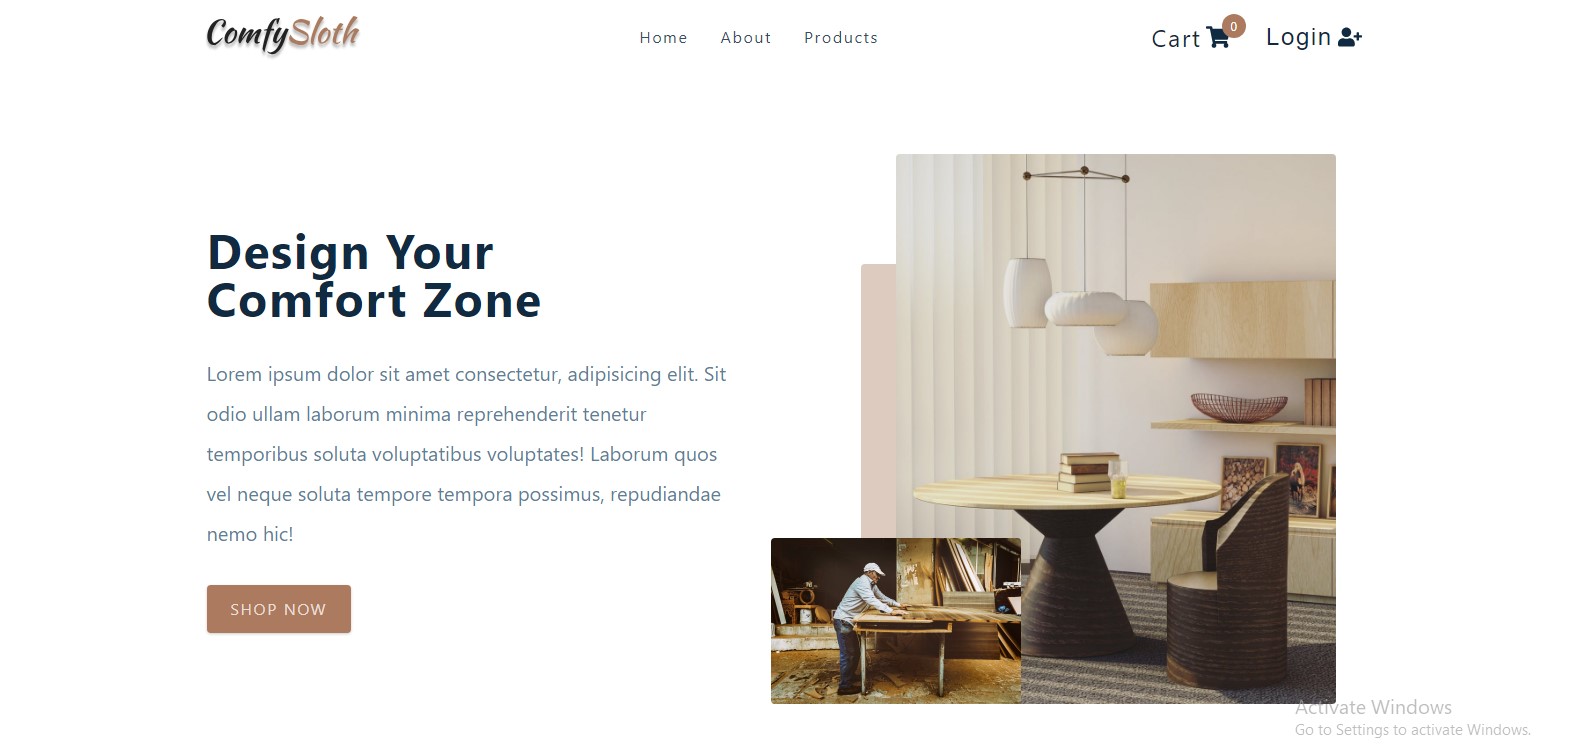 ComfySloth
Home About Products
Cart 0 Login
Design Your
Comfort Zone
Lorem ipsum dolor sit amet consectetur, adipisicing elit. Sit
odio ullam laborum minima reprehenderit tenetur
temporibus soluta voluptatibus voluptates! Laborum quos
vel neque soluta tempore tempora possimus, repudiandae
nemo hic!
SHOP NOW
Activate Windows
Go to Settings to activate Windows.